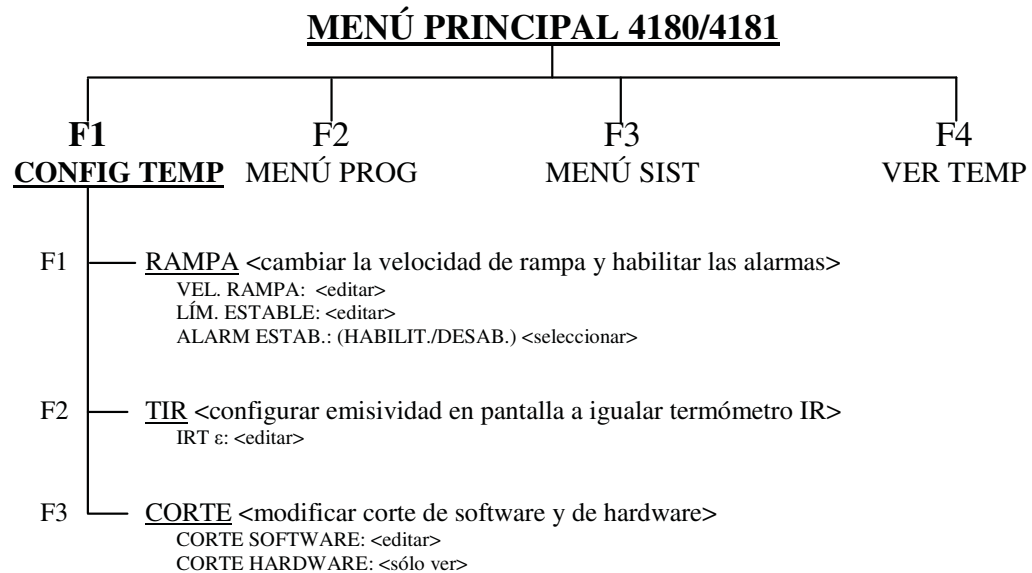 MENÚ PRINCIPAL 4180/4181
F1 F2 F3 F4
CONFIG TEMP MENÚ PROG MENÚ SIST VER TEMP
F1 RAMPA <cambiar la velocidad de rampa y habilitar las alarmas>
VEL. RAMPA: <editar>
LÍM. ESTABLE: <editar>
ALARM ESTAB.: (HABILIT./DESAB.) <seleccionar>
F2 TIR <configurar emisividad en pantalla a igualar termómetro IR>
IRT ε: <editar>
F3 CORTE <modificar corte de software y de hardware>
CORTE SOFTWARE: <editar>
CORTE HARDWARE: <sólo ver>